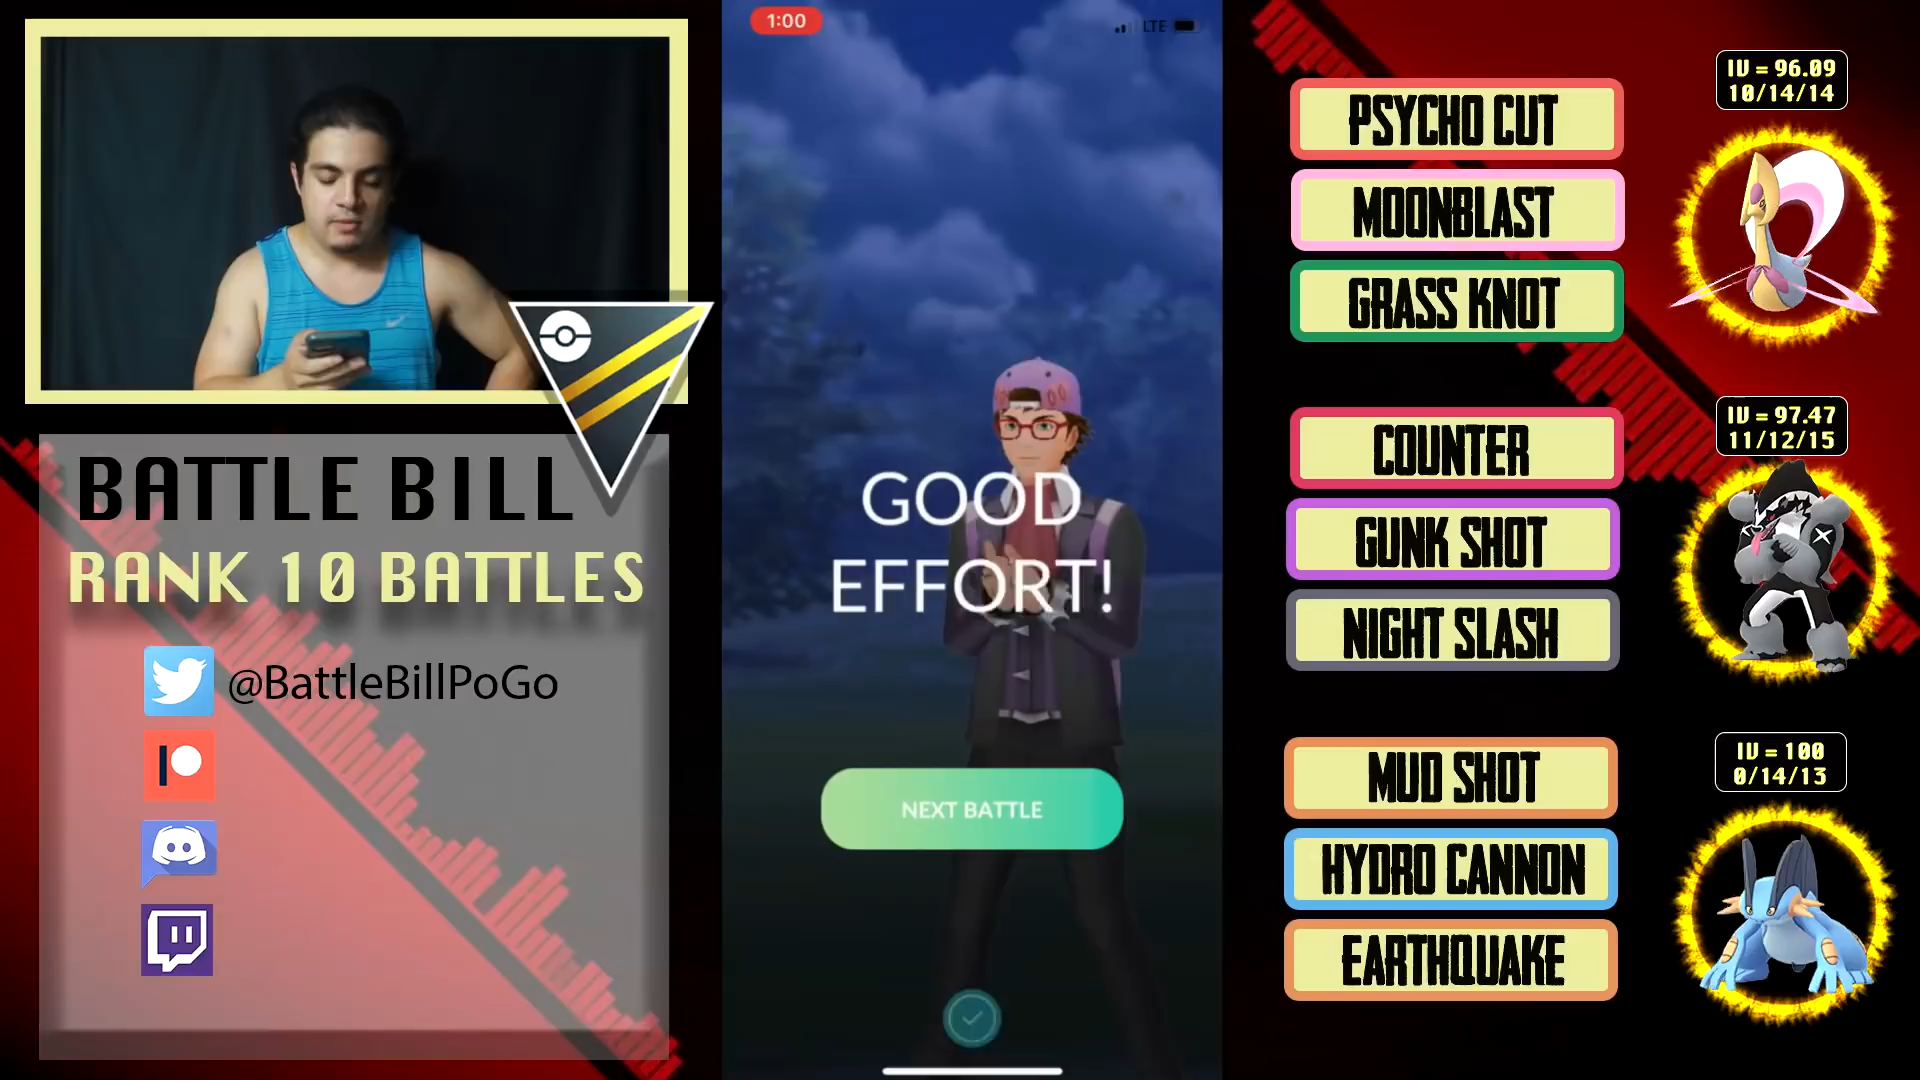 BATTLE BILL
RANK 10 BATTLES
@BattleBillPoGo
1:00
LTE
GOOD
EFFORT!
NEXT BATTLE
PSYCHO CUT
MOONBLAST
GRASS KNOT
IV = 96.09
10/14/14
COUNTER
GUNK SHOT
NIGHT SLASH
IV = 97.47
11/12/15
MUD SHOT
HYDRO CANNON
EARTHQUAKE
IV = 100
0/14/13